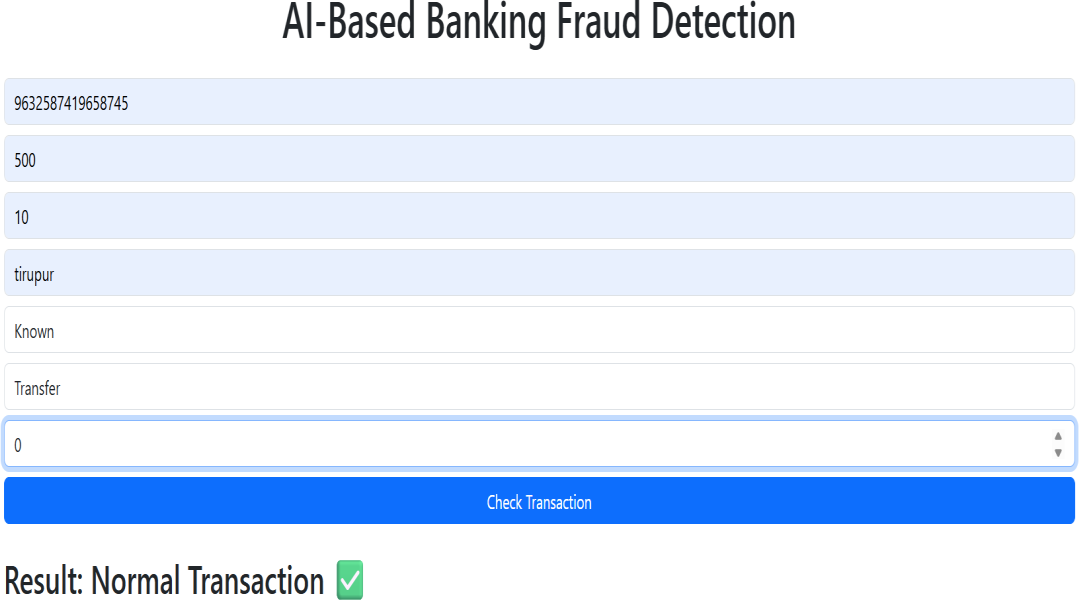 AI-Based Banking Fraud Detection
9632587419658745
500
10
tirupur
Known
Transfer
0
Check Transaction
Result: Normal Transaction ✅